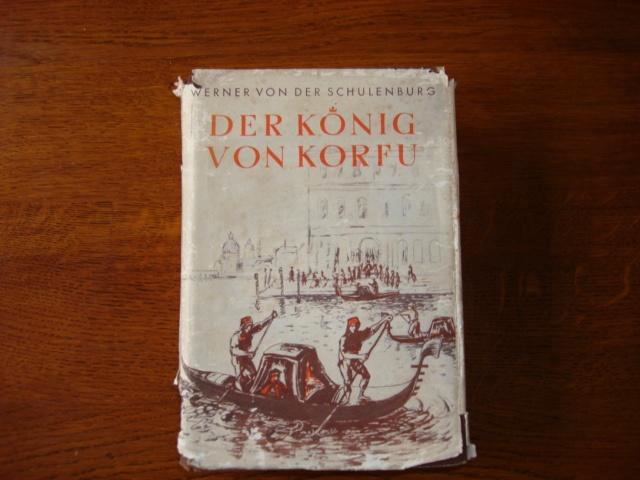 WERNER VON DER SCHULENBURG
DER KÖNIG
VON KORFU